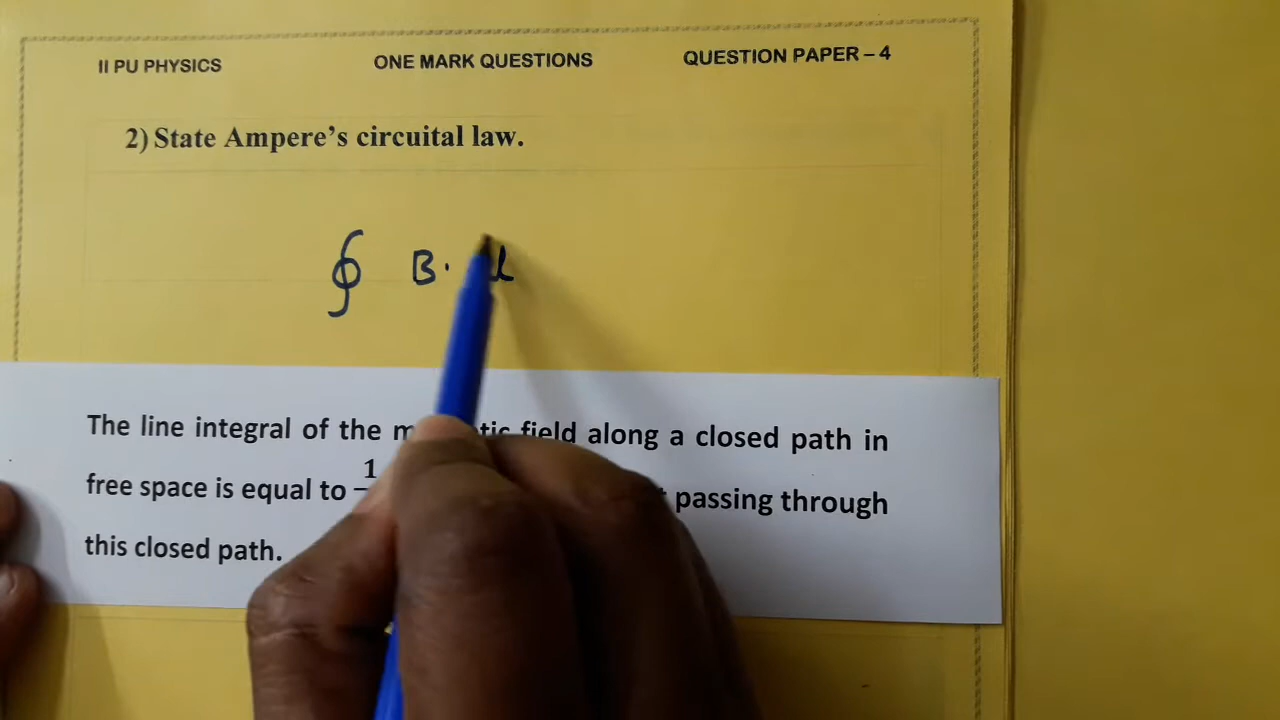 II PU PHYSICS ONE MARK QUESTIONS QUESTION PAPER – 4
2) State Ampere’s circuital law.
∮ B.
The line integral of the field along a closed path in
free space is equal to 1 passing through
this closed path.